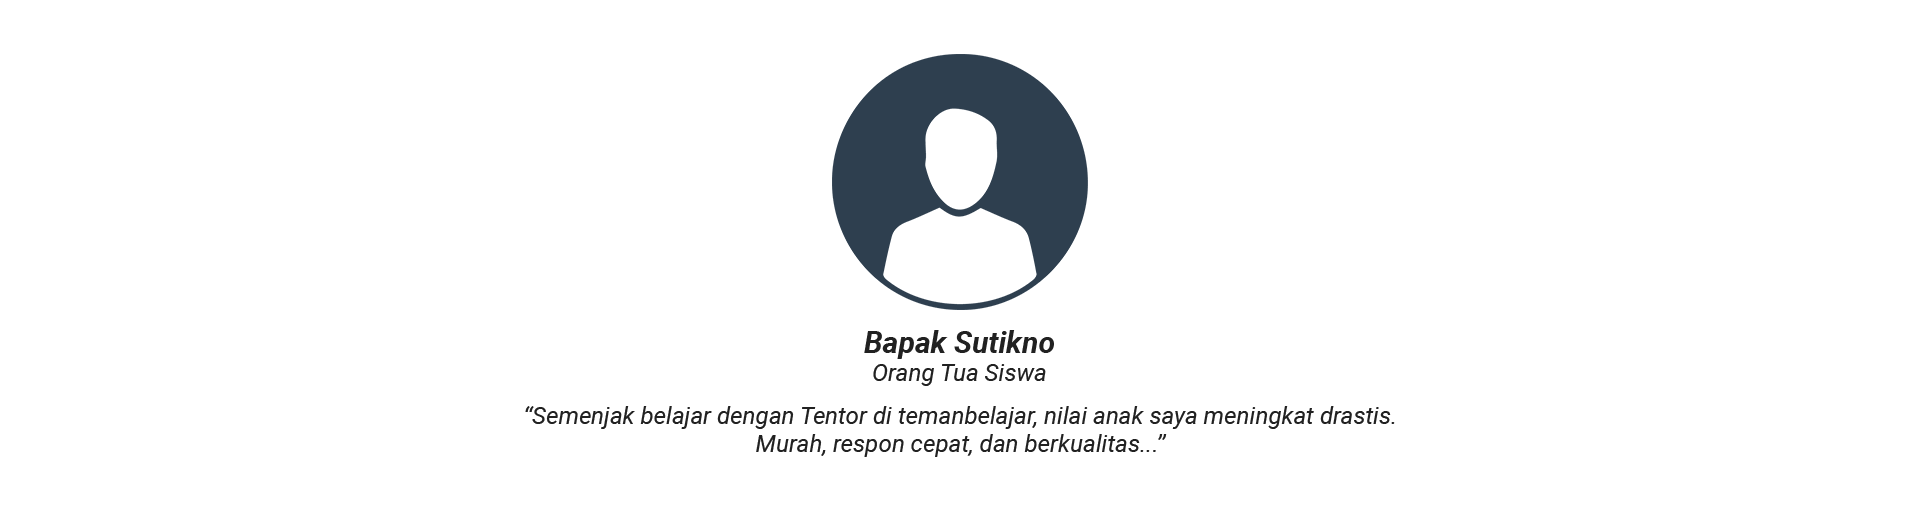 Bapak Sutikno
Orang Tua Siswa
“Semenjak belajar dengan Tentor di temanbelajar, nilai anak saya meningkat drastis.
Murah, respon cepat, dan berkualitas...”